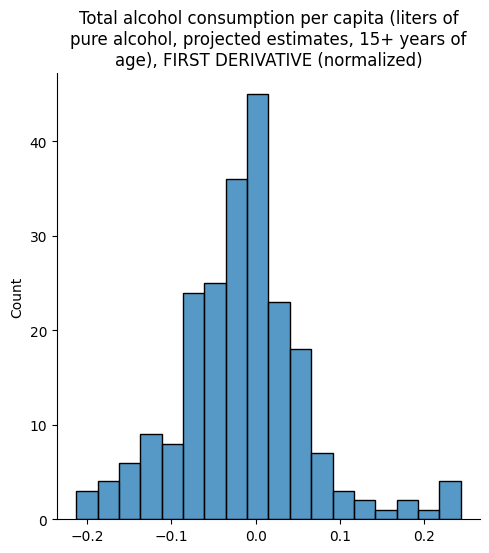 Total alcohol consumption per capita (liters of
pure alcohol, projected estimates, 15+ years of
age), FIRST DERIVATIVE (normalized)
40
30
20
10
0
Count
−0.2
−0.1
0.0
0.1
0.2